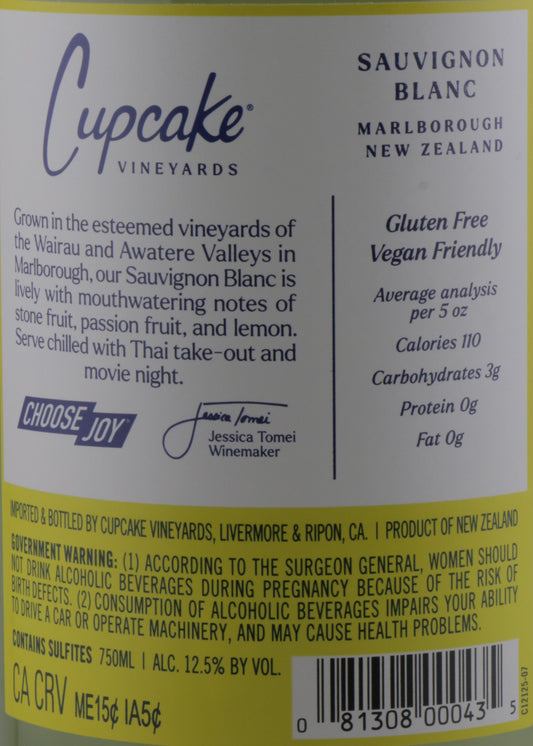 Cupcake®
VINEYARDS
SAUVIGNON
BLANC
MARLBOROUGH
NEW ZEALAND
Grown in the esteemed vineyards of
the Wairau and Awatere Valleys in
Marlborough, our Sauvignon Blanc is
lively with mouthwatering notes of
stone fruit, passion fruit, and lemon.
Serve chilled with Thai take-out and
movie night.
CHOOSE
JOY™
Jessica Tomei
Jessica Tomei
Winemaker
Gluten Free
Vegan Friendly
Average analysis
per 5 oz
Calories 110
Carbohydrates 3g
Protein 0g
Fat 0g
IMPORTED & BOTTLED BY CUPCAKE VINEYARDS, LIVERMORE & RIPON, CA. | PRODUCT OF NEW ZEALAND
GOVERNMENT WARNING: (1) ACCORDING TO THE SURGEON GENERAL, WOMEN SHOULD
NOT DRINK ALCOHOLIC BEVERAGES DURING PREGNANCY BECAUSE OF THE RISK OF
BIRTH DEFECTS. (2) CONSUMPTION OF ALCOHOLIC BEVERAGES IMPAIRS YOUR ABILITY
TO DRIVE A CAR OR OPERATE MACHINERY, AND MAY CAUSE HEALTH PROBLEMS.
CONTAINS SULFITES 750ML | ALC. 12.5% BY VOL.
CA CRV ME15¢ IA5¢
0 81308 00043 5
C12125-07